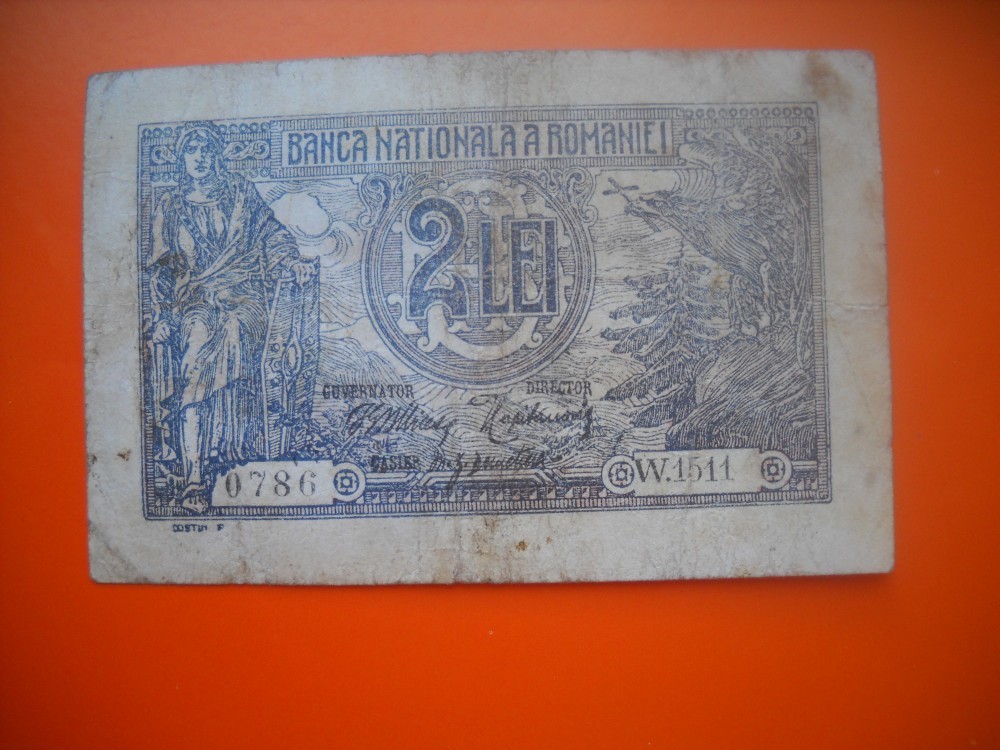 BANCA NATIONALA A ROMANIEI
2 LEI
GUVERNATOR DIRECTOR
CASIER
0786 W.1511